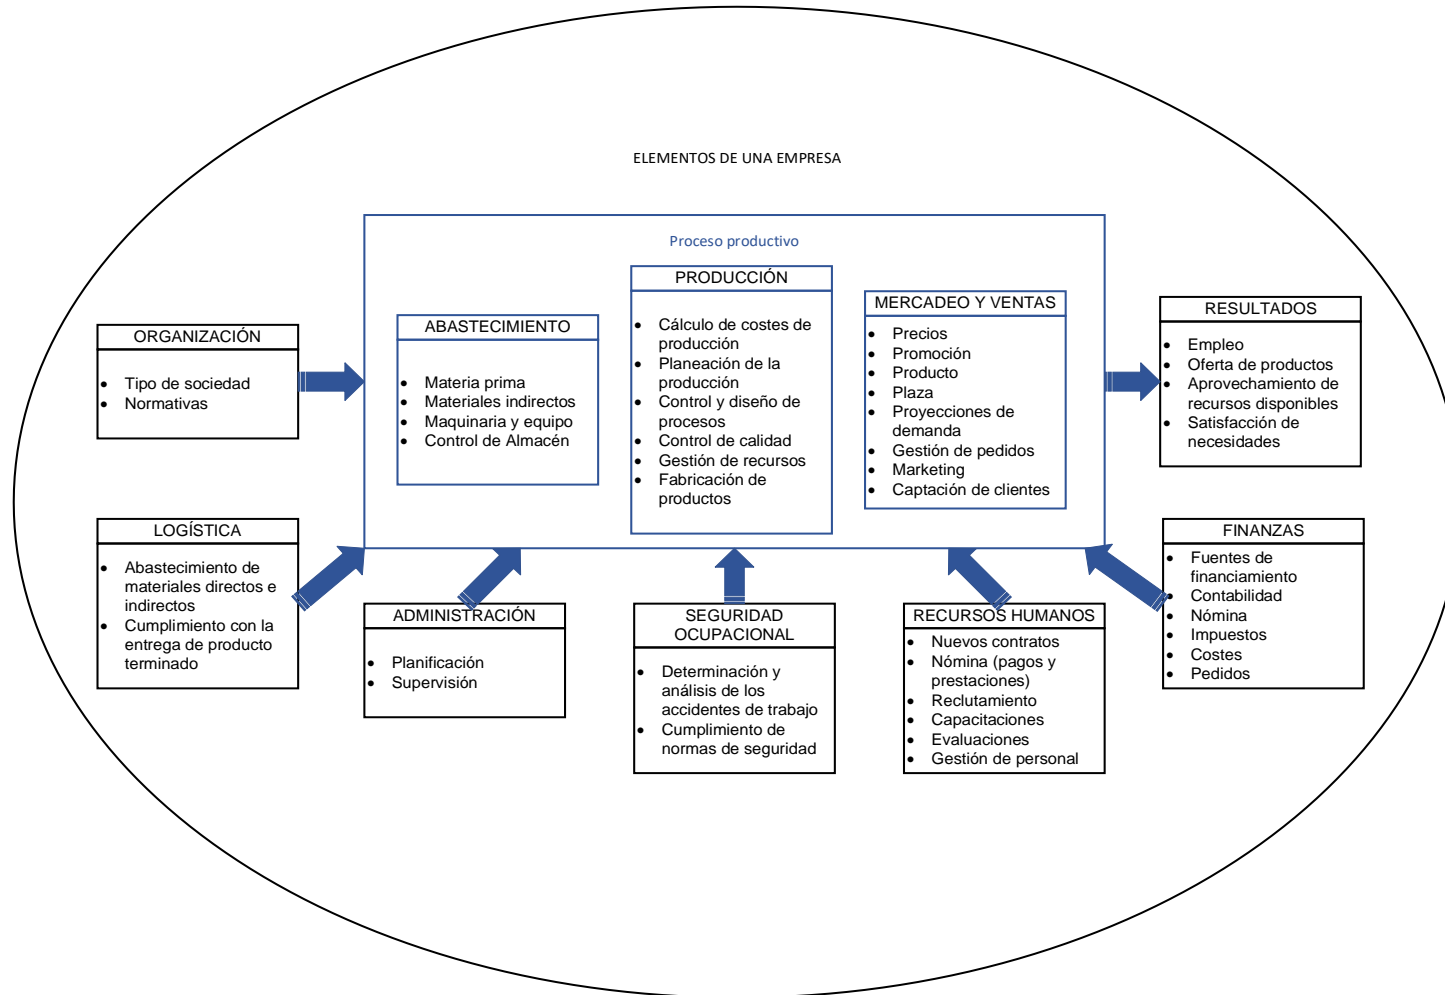 ELEMENTOS DE UNA EMPRESA
Proceso productivo
ORGANIZACIÓN
• Tipo de sociedad
• Normativas
ABASTECIMIENTO
• Materia prima
• Materiales indirectos
• Maquinaria y equipo
• Control de Almacén
PRODUCCIÓN
• Cálculo de costes de
producción
• Planeación de la
producción
• Control y diseño de
procesos
• Control de calidad
• Gestión de recursos
• Fabricación de
productos
MERCADEO Y VENTAS
• Precios
• Promoción
• Producto
• Plaza
• Proyecciones de
demanda
• Gestión de pedidos
• Marketing
• Captación de clientes
RESULTADOS
• Empleo
• Oferta de productos
• Aprovechamiento de
recursos disponibles
• Satisfacción de
necesidades
LOGÍSTICA
• Abastecimiento de
materiales directos e
indirectos
• Cumplimiento con la
entrega de producto
terminado
ADMINISTRACIÓN
• Planificación
• Supervisión
SEGURIDAD
OCUPACIONAL
• Determinación y
análisis de los
accidentes de trabajo
• Cumplimiento de
normas de seguridad
RECURSOS HUMANOS
• Nuevos contratos
• Nómina (pagos y
prestaciones)
• Reclutamiento
• Capacitaciones
• Evaluaciones
• Gestión de personal
FINANZAS
• Fuentes de
financiamiento
• Contabilidad
• Nómina
• Impuestos
• Costes
• Pedidos